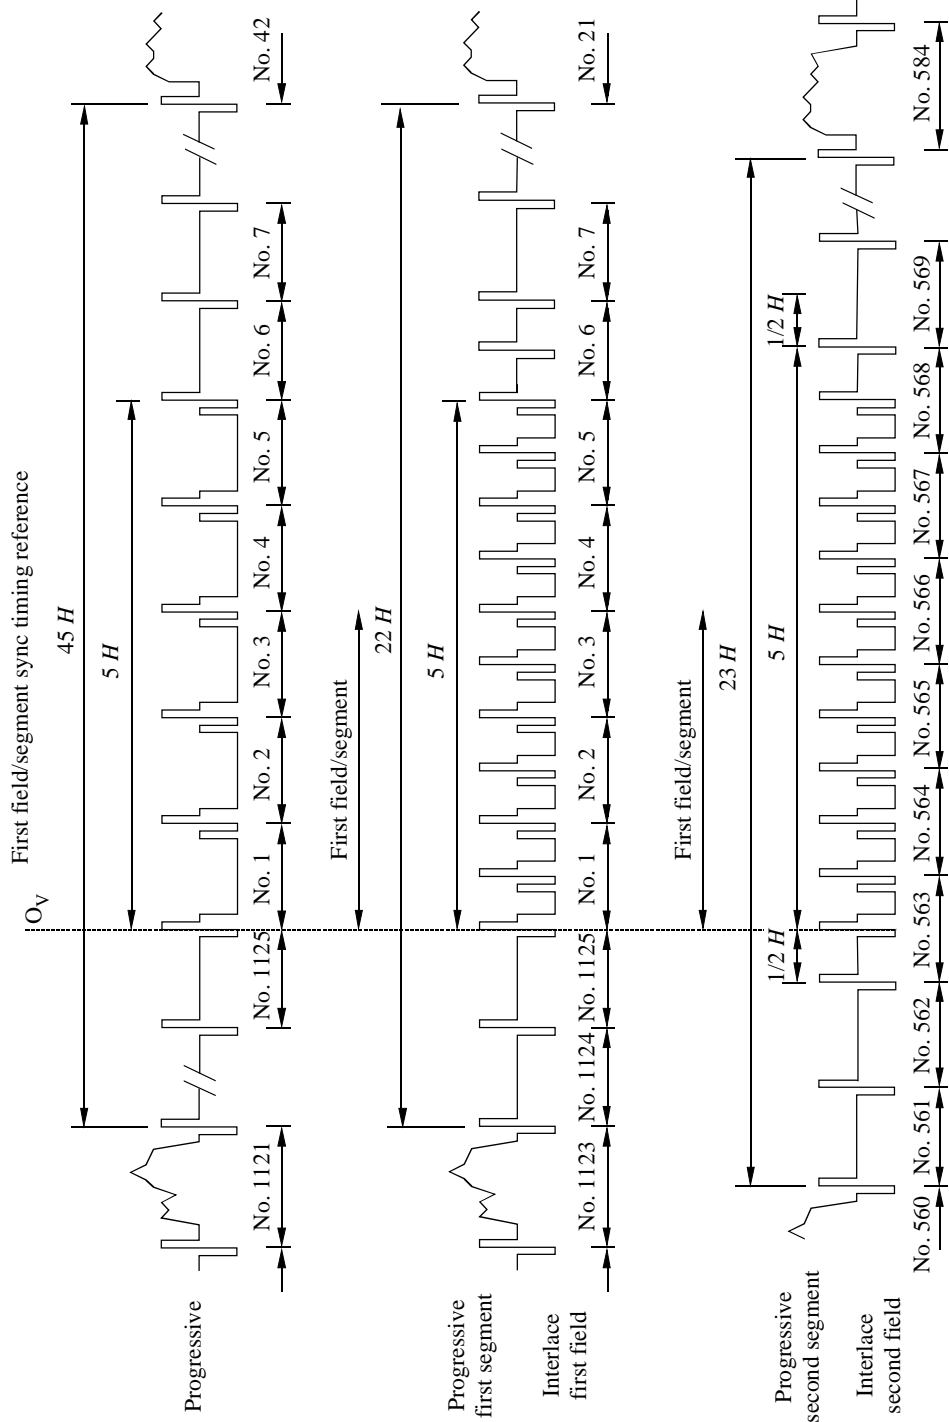 First field/segment sync timing reference
O_V
45 H
5 H
Progressive
No. 1121
No. 1125
No. 1
No. 2
No. 3
No. 4
No. 5
No. 6
No. 7
No. 42
First field/segment
22 H
5 H
Progressive
first segment
Interlace
first field
No. 1123
No. 1124
No. 1125
No. 1
No. 2
No. 3
No. 4
No. 5
No. 6
No. 7
No. 21
First field/segment
23 H
1/2 H
5 H
1/2 H
Progressive
second segment
Interlace
second field
No. 560
No. 561
No. 562
No. 563
No. 564
No. 565
No. 566
No. 567
No. 568
No. 569
No. 584